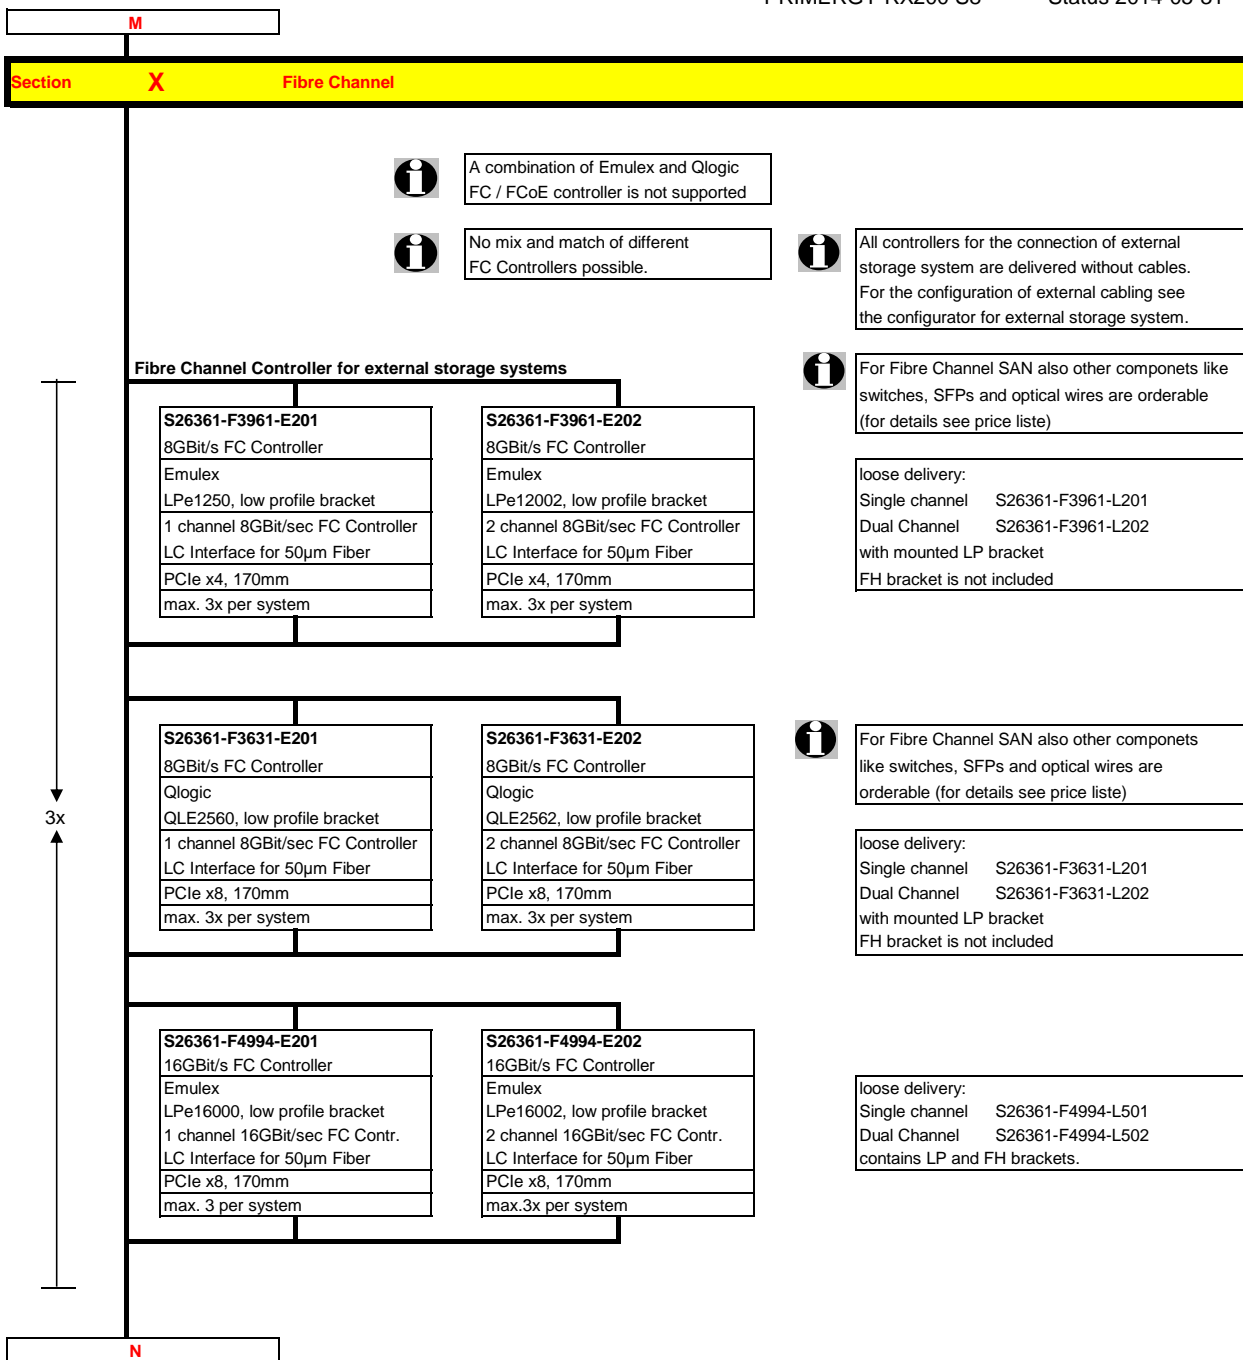 M
Section X Fibre Channel
A combination of Emulex and Qlogic
FC / FCoE controller is not supported
No mix and match of different
FC Controllers possible.
All controllers for the connection of external
storage system are delivered without cables.
For the configuration of external cabling see
the configurator for external storage system.
Fibre Channel Controller for external storage systems
For Fibre Channel SAN also other componets like
switches, SFPs and optical wires are orderable
(for details see price liste)
S26361-F3961-E201
8GBit/s FC Controller
Emulex
LPe1250, low profile bracket
1 channel 8GBit/sec FC Controller
LC Interface for 50µm Fiber
PCIe x4, 170mm
max. 3x per system
S26361-F3961-E202
8GBit/s FC Controller
Emulex
LPe12002, low profile bracket
2 channel 8GBit/sec FC Controller
LC Interface for 50µm Fiber
PCIe x4, 170mm
max. 3x per system
loose delivery:
Single channel S26361-F3961-L201
Dual Channel S26361-F3961-L202
with mounted LP bracket
FH bracket is not included
3x
S26361-F3631-E201
8GBit/s FC Controller
Qlogic
QLE2560, low profile bracket
1 channel 8GBit/sec FC Controller
LC Interface for 50µm Fiber
PCIe x8, 170mm
max. 3x per system
S26361-F3631-E202
8GBit/s FC Controller
Qlogic
QLE2562, low profile bracket
2 channel 8GBit/sec FC Controller
LC Interface for 50µm Fiber
PCIe x8, 170mm
max. 3x per system
For Fibre Channel SAN also other componets
like switches, SFPs and optical wires are
orderable (for details see price liste)
loose delivery:
Single channel S26361-F3631-L201
Dual Channel S26361-F3631-L202
with mounted LP bracket
FH bracket is not included
S26361-F4994-E201
16GBit/s FC Controller
Emulex
LPe16000, low profile bracket
1 channel 16GBit/sec FC Contr.
LC Interface for 50µm Fiber
PCIe x8, 170mm
max. 3 per system
S26361-F4994-E202
16GBit/s FC Controller
Emulex
LPe16002, low profile bracket
2 channel 16GBit/sec FC Contr.
LC Interface for 50µm Fiber
PCIe x8, 170mm
max.3x per system
loose delivery:
Single channel S26361-F4994-L501
Dual Channel S26361-F4994-L502
contains LP and FH brackets.
N